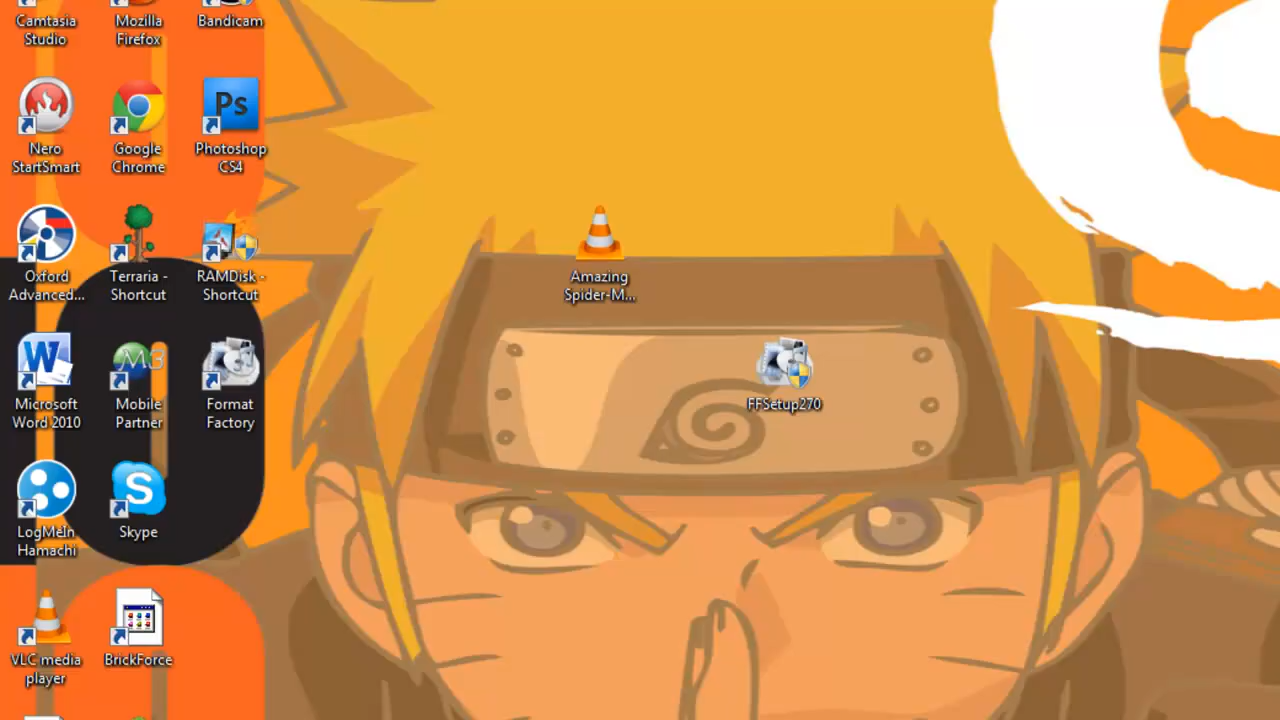 Camtasia
Studio
Mozilla
Firefox
Bandicam
Nero
StartSmart
Google
Chrome
Ps
Photoshop
CS4
Oxford
Advanced...
Terraria -
Shortcut
RAMDisk -
Shortcut
Amazing
Spider-M...
W
Microsoft
Word 2010
M3
Mobile
Partner
Format
Factory
FFSetup270
LogMeIn
Hamachi
S
Skype
VLC media
player
BrickForce